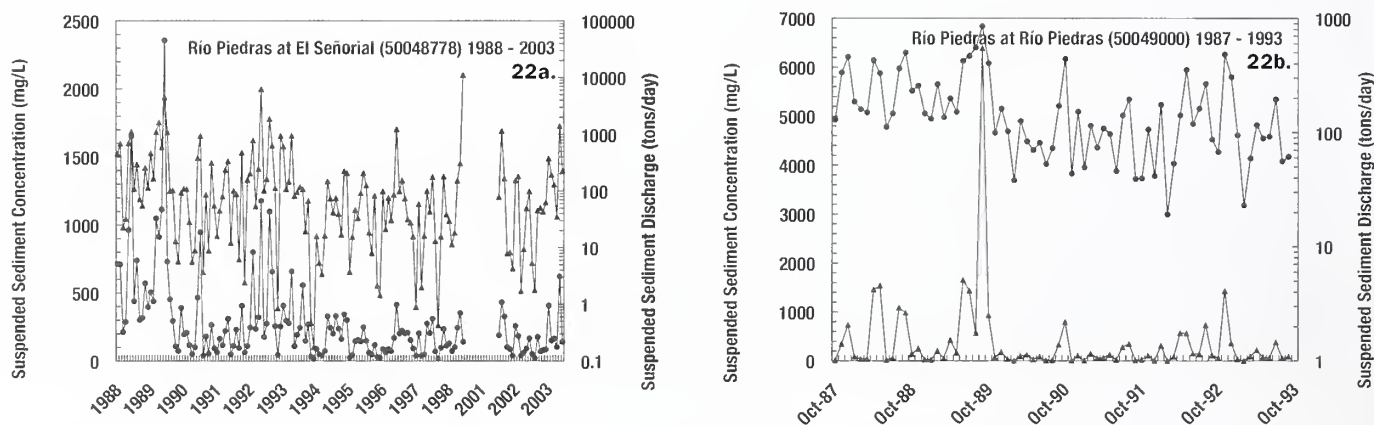 Río Piedras at El Señorial (50048778) 1988 - 2003
22a.
Suspended Sediment Concentration (mg/L)
2500
2000
1500
1000
500
0
100000
10000
1000
100
10
1
0.1
Suspended Sediment Discharge (tons/day)
1988
1989
1990
1991
1992
1993
1994
1995
1996
1997
1998
2001
2002
2003
Río Piedras at Río Piedras (50049000) 1987 - 1993
22b.
Suspended Sediment Concentration (mg/L)
7000
6000
5000
4000
3000
2000
1000
0
1000
100
10
1
Suspended Sediment Discharge (tons/day)
Oct-87
Oct-88
Oct-89
Oct-90
Oct-91
Oct-92
Oct-93